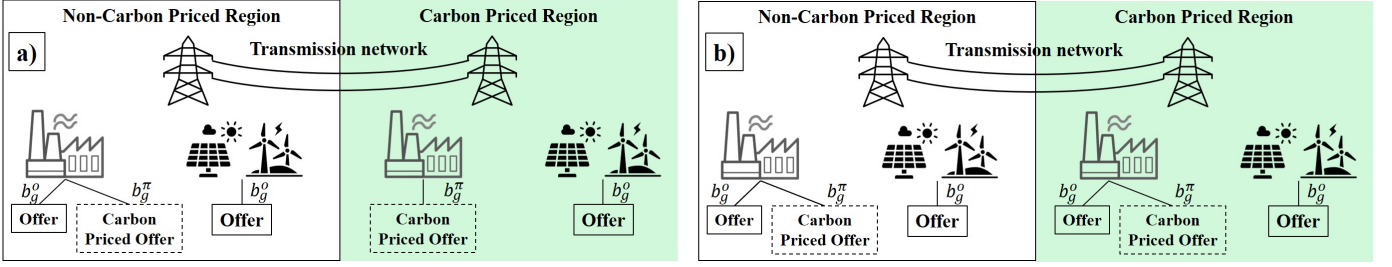 Non-Carbon Priced Region
Carbon Priced Region
a)
Transmission network
b_g^o
b_g^π
b_g^o
b_g^π
b_g^o
Offer
Carbon
Priced Offer
Offer
Carbon
Priced Offer
Offer
Non-Carbon Priced Region
Carbon Priced Region
b)
Transmission network
b_g^o
b_g^π
b_g^o
b_g^o
b_g^π
b_g^o
Offer
Carbon
Priced Offer
Offer
Offer
Carbon
Priced Offer
Offer